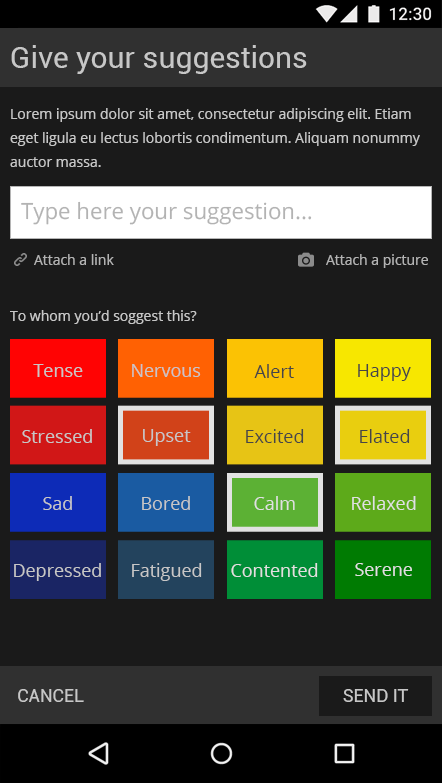 12:30
Give your suggestions
Lorem ipsum dolor sit amet, consectetur adipiscing elit. Etiam
eget ligula eu lectus lobortis condimentum. Aliquam nonummy
auctor massa.
Type here your suggestion...
Attach a link
Attach a picture
To whom you'd soggest this?
Tense
Nervous
Alert
Happy
Stressed
Upset
Excited
Elated
Sad
Bored
Calm
Relaxed
Depressed
Fatigued
Contented
Serene
CANCEL
SEND IT